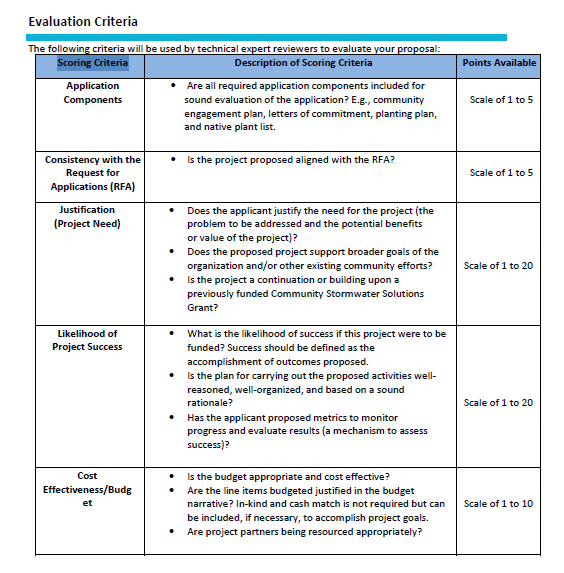 Evaluation Criteria
The following criteria will be used by technical expert reviewers to evaluate your proposal:
Scoring Criteria
Description of Scoring Criteria
Points Available
Application
Components
• Are all required application components included for
sound evaluation of the application? E.g., community
engagement plan, letters of commitment, planting plan,
and native plant list.
Scale of 1 to 5
Consistency with the
Request for
Applications (RFA)
• Is the project proposed aligned with the RFA?
Scale of 1 to 5
Justification
(Project Need)
• Does the applicant justify the need for the project (the
problem to be addressed and the potential benefits
or value of the project)?
• Does the proposed project support broader goals of the
organization and/or other existing community efforts?
• Is the project a continuation or building upon a
previously funded Community Stormwater Solutions
Grant?
Scale of 1 to 20
Likelihood of
Project Success
• What is the likelihood of success if this project were to be
funded? Success should be defined as the
accomplishment of outcomes proposed.
• Is the plan for carrying out the proposed activities well-
reasoned, well-organized, and based on a sound
rationale?
• Has the applicant proposed metrics to monitor
progress and evaluate results (a mechanism to assess
success)?
Scale of 1 to 20
Cost
Effectiveness/Budg
et
• Is the budget appropriate and cost effective?
• Are the line items budgeted justified in the budget
narrative? In-kind and cash match is not required but can
be included, if necessary, to accomplish project goals.
• Are project partners being resourced appropriately?
Scale of 1 to 10